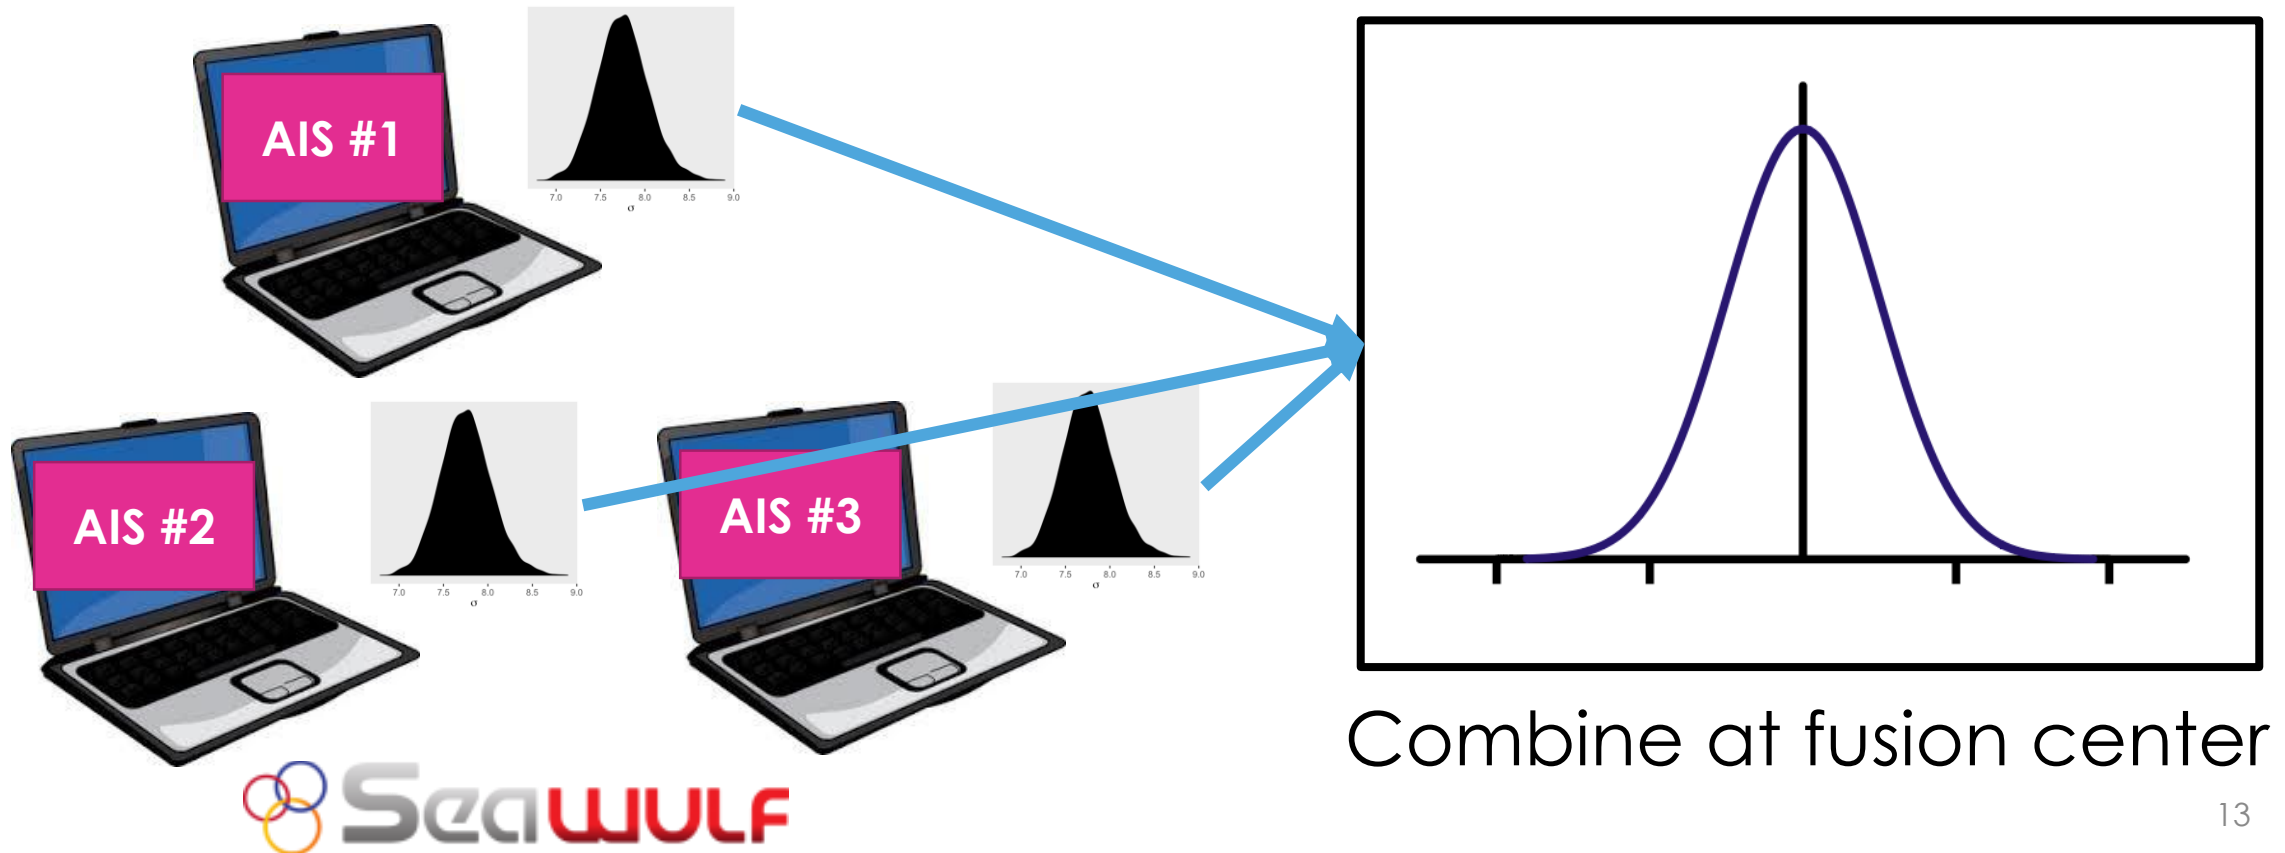 AIS #1
7.0 7.5 8.0 8.5 9.0
σ
AIS #2
7.0 7.5 8.0 8.5 9.0
σ
AIS #3
7.0 7.5 8.0 8.5 9.0
σ
Combine at fusion center
SeaWULF
13